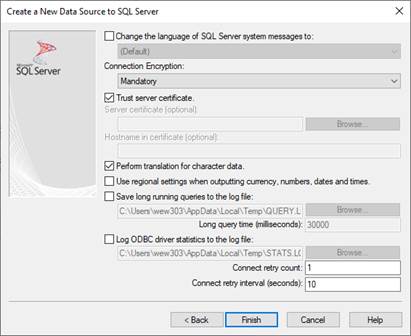 Create a New Data Source to SQL Server
Microsoft
SQL Server
Change the language of SQL Server system messages to:
(Default)
Connection Encryption:
Mandatory
Trust server certificate.
Server certificate (optional):
Browse...
Hostname in certificate (optional):
Perform translation for character data.
Use regional settings when outputting currency, numbers, dates and times.
Save long running queries to the log file:
C:\Users\wew303\AppData\Local\Temp\QUERY.L
Browse...
Long query time (milliseconds):
30000
Log ODBC driver statistics to the log file:
C:\Users\wew303\AppData\Local\Temp\STATS.LO
Browse...
Connect retry count:
1
Connect retry interval (seconds):
10
< Back
Finish
Cancel
Help